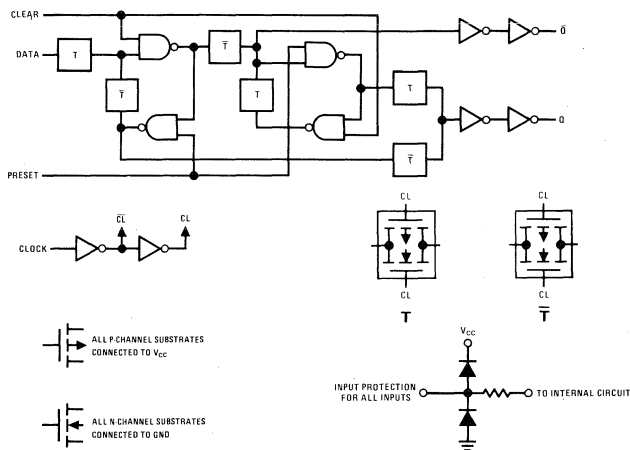 CLEAR
DATA
T
T̅
Q̅
T̅
T
T
Q
T̅
PRESET
C̅L̅
CL
CLOCK
CL
CL
CL
CL
T
T̅
ALL P-CHANNEL SUBSTRATES
CONNECTED TO VCC
VCC
INPUT PROTECTION
FOR ALL INPUTS
TO INTERNAL CIRCUIT
ALL N-CHANNEL SUBSTRATES
CONNECTED TO GND